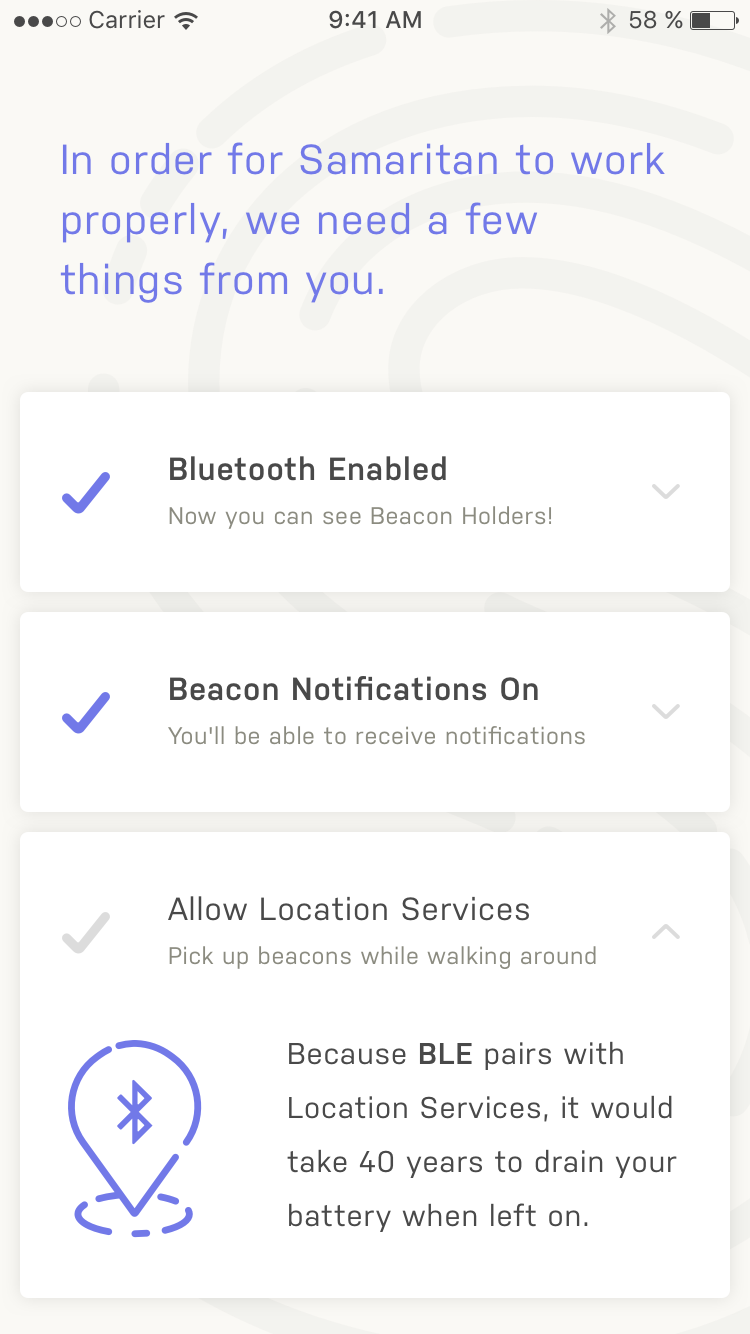 Carrier 9:41 AM 58 %
In order for Samaritan to work
properly, we need a few
things from you.
Bluetooth Enabled
Now you can see Beacon Holders!
Beacon Notifications On
You'll be able to receive notifications
Allow Location Services
Pick up beacons while walking around
Because BLE pairs with
Location Services, it would
take 40 years to drain your
battery when left on.